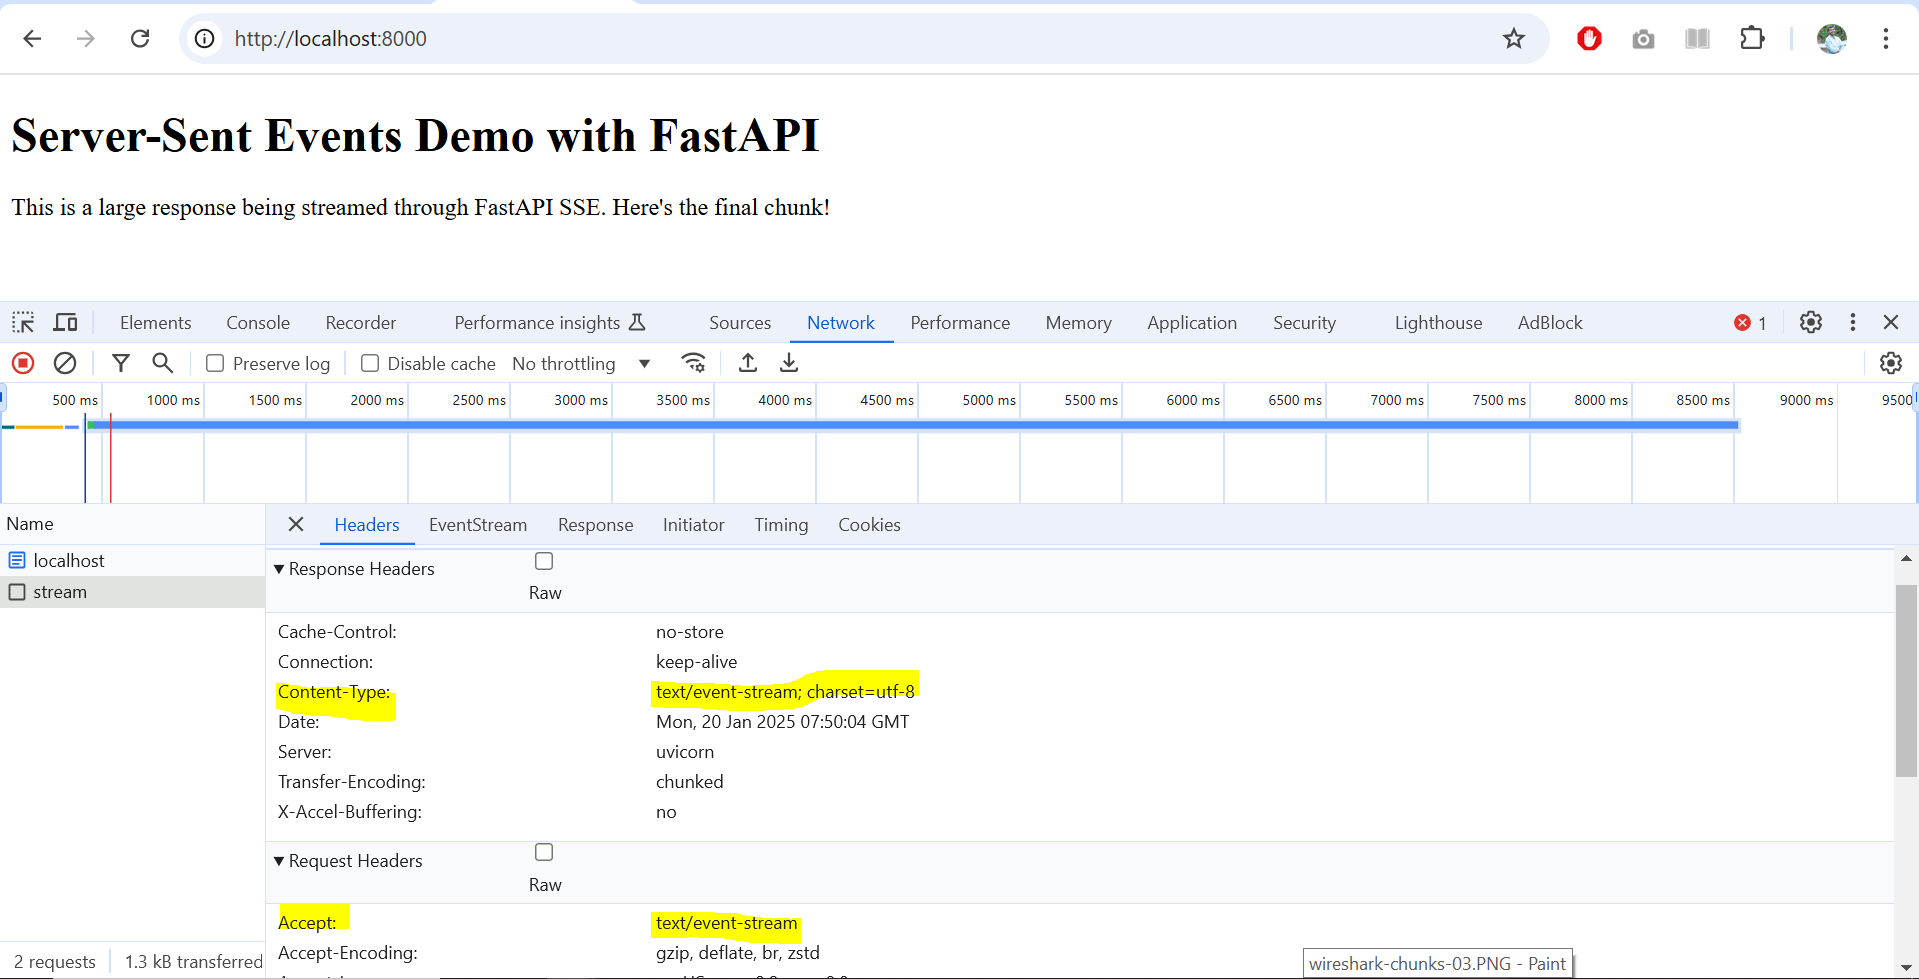 http://localhost:8000
Server-Sent Events Demo with FastAPI
This is a large response being streamed through FastAPI SSE. Here's the final chunk!
Elements Console Recorder Performance insights Sources Network Performance Memory Application Security Lighthouse AdBlock 1
Preserve log Disable cache No throttling
500 ms 1000 ms 1500 ms 2000 ms 2500 ms 3000 ms 3500 ms 4000 ms 4500 ms 5000 ms 5500 ms 6000 ms 6500 ms 7000 ms 7500 ms 8000 ms 8500 ms 9000 ms 9500
Name
Headers EventStream Response Initiator Timing Cookies
localhost
stream
Response Headers
Raw
Cache-Control: no-store
Connection: keep-alive
Content-Type: text/event-stream; charset=utf-8
Date: Mon, 20 Jan 2025 07:50:04 GMT
Server: uvicorn
Transfer-Encoding: chunked
X-Accel-Buffering: no
Request Headers
Raw
Accept: text/event-stream
Accept-Encoding: gzip, deflate, br, zstd
2 requests 1.3 kB transferred
wireshark-chunks-03.PNG - Paint